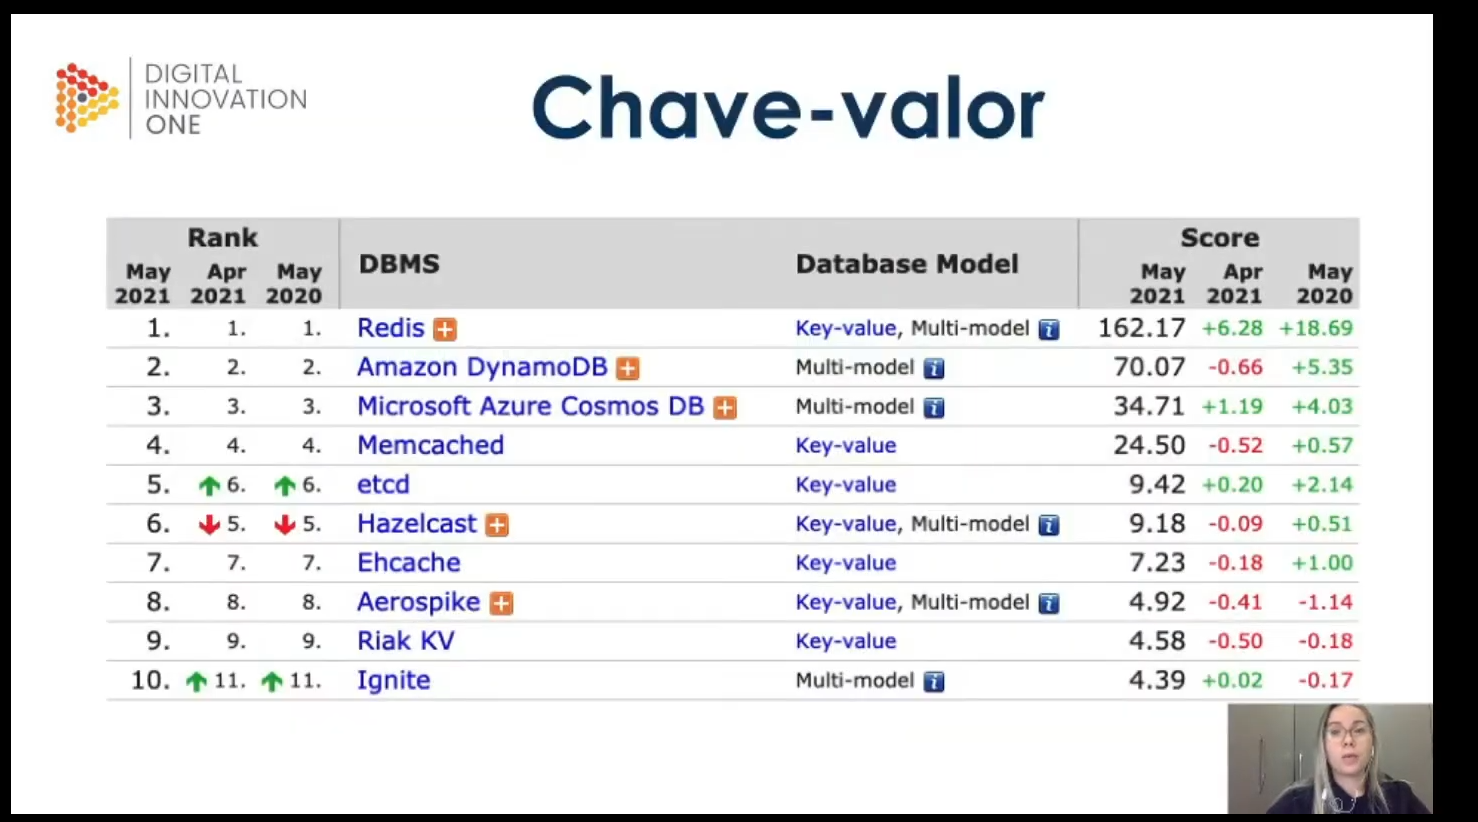 DIGITAL
INNOVATION
ONE
Chave-valor
Rank DBMS Database Model Score
May 2021 Apr 2021 May 2020 May 2021 Apr 2021 May 2020
1. 1. 1. Redis Key-value, Multi-model 162.17 +6.28 +18.69
2. 2. 2. Amazon DynamoDB Multi-model 70.07 -0.66 +5.35
3. 3. 3. Microsoft Azure Cosmos DB Multi-model 34.71 +1.19 +4.03
4. 4. 4. Memcached Key-value 24.50 -0.52 +0.57
5. 6. 6. etcd Key-value 9.42 +0.20 +2.14
6. 5. 5. Hazelcast Key-value, Multi-model 9.18 -0.09 +0.51
7. 7. 7. Ehcache Key-value 7.23 -0.18 +1.00
8. 8. 8. Aerospike Key-value, Multi-model 4.92 -0.41 -1.14
9. 9. 9. Riak KV Key-value 4.58 -0.50 -0.18
10. 11. 11. Ignite Multi-model 4.39 +0.02 -0.17